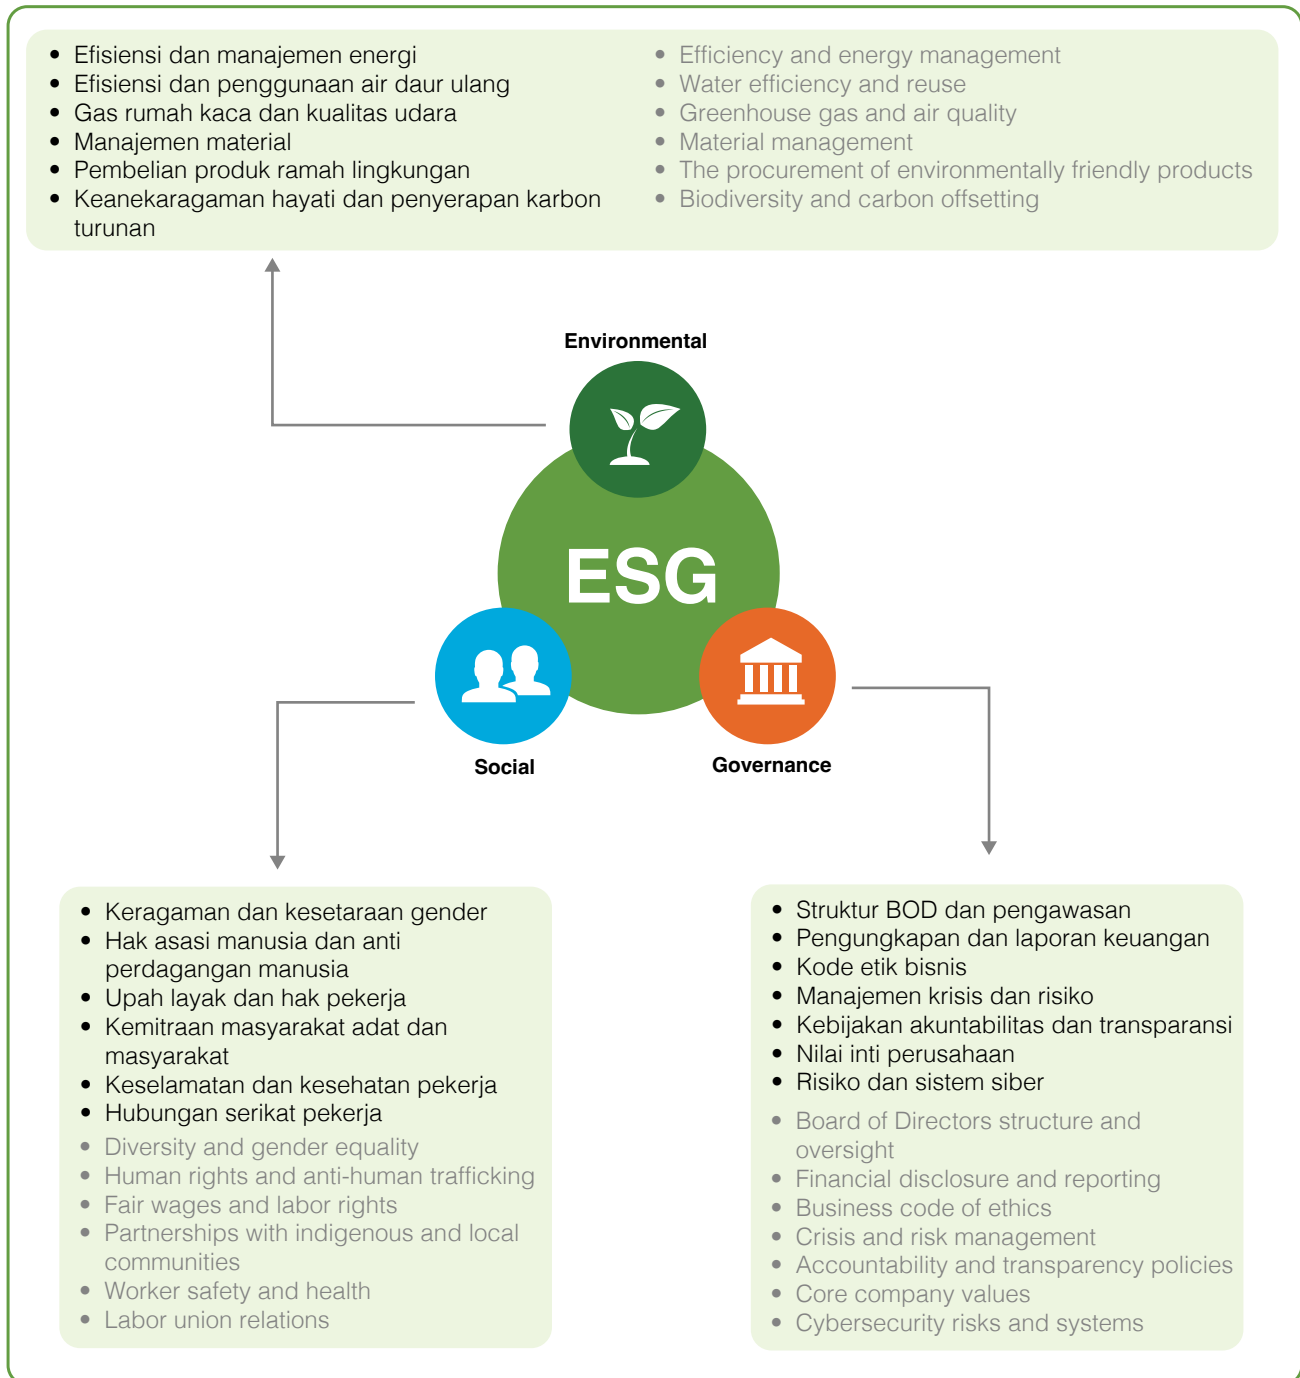 • Efisiensi dan manajemen energi
• Efisiensi dan penggunaan air daur ulang
• Gas rumah kaca dan kualitas udara
• Manajemen material
• Pembelian produk ramah lingkungan
• Keanekaragaman hayati dan penyerapan karbon
turunan
• Efficiency and energy management
• Water efficiency and reuse
• Greenhouse gas and air quality
• Material management
• The procurement of environmentally friendly products
• Biodiversity and carbon offsetting
Environmental
ESG
Social
Governance
• Keragaman dan kesetaraan gender
• Hak asasi manusia dan anti
perdagangan manusia
• Upah layak dan hak pekerja
• Kemitraan masyarakat adat dan
masyarakat
• Keselamatan dan kesehatan pekerja
• Hubungan serikat pekerja
• Diversity and gender equality
• Human rights and anti-human trafficking
• Fair wages and labor rights
• Partnerships with indigenous and local
communities
• Worker safety and health
• Labor union relations
• Struktur BOD dan pengawasan
• Pengungkapan dan laporan keuangan
• Kode etik bisnis
• Manajemen krisis dan risiko
• Kebijakan akuntabilitas dan transparansi
• Nilai inti perusahaan
• Risiko dan sistem siber
• Board of Directors structure and
oversight
• Financial disclosure and reporting
• Business code of ethics
• Crisis and risk management
• Accountability and transparency policies
• Core company values
• Cybersecurity risks and systems